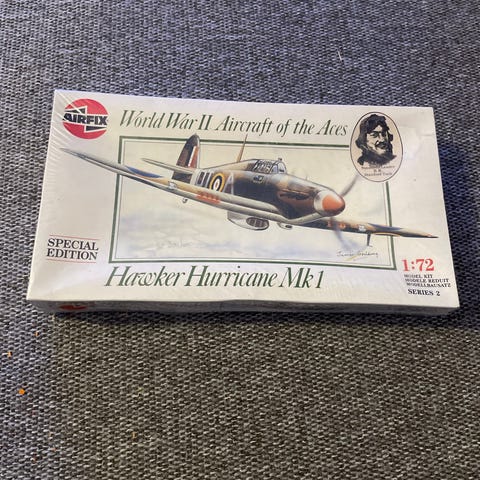 AIRFIX
World War II Aircraft of the Aces
SPECIAL
EDITION
Hawker Hurricane Mk1
1:72
MODEL KIT
MODELE REDUIT
MODELLBAUSATZ
SERIES 2